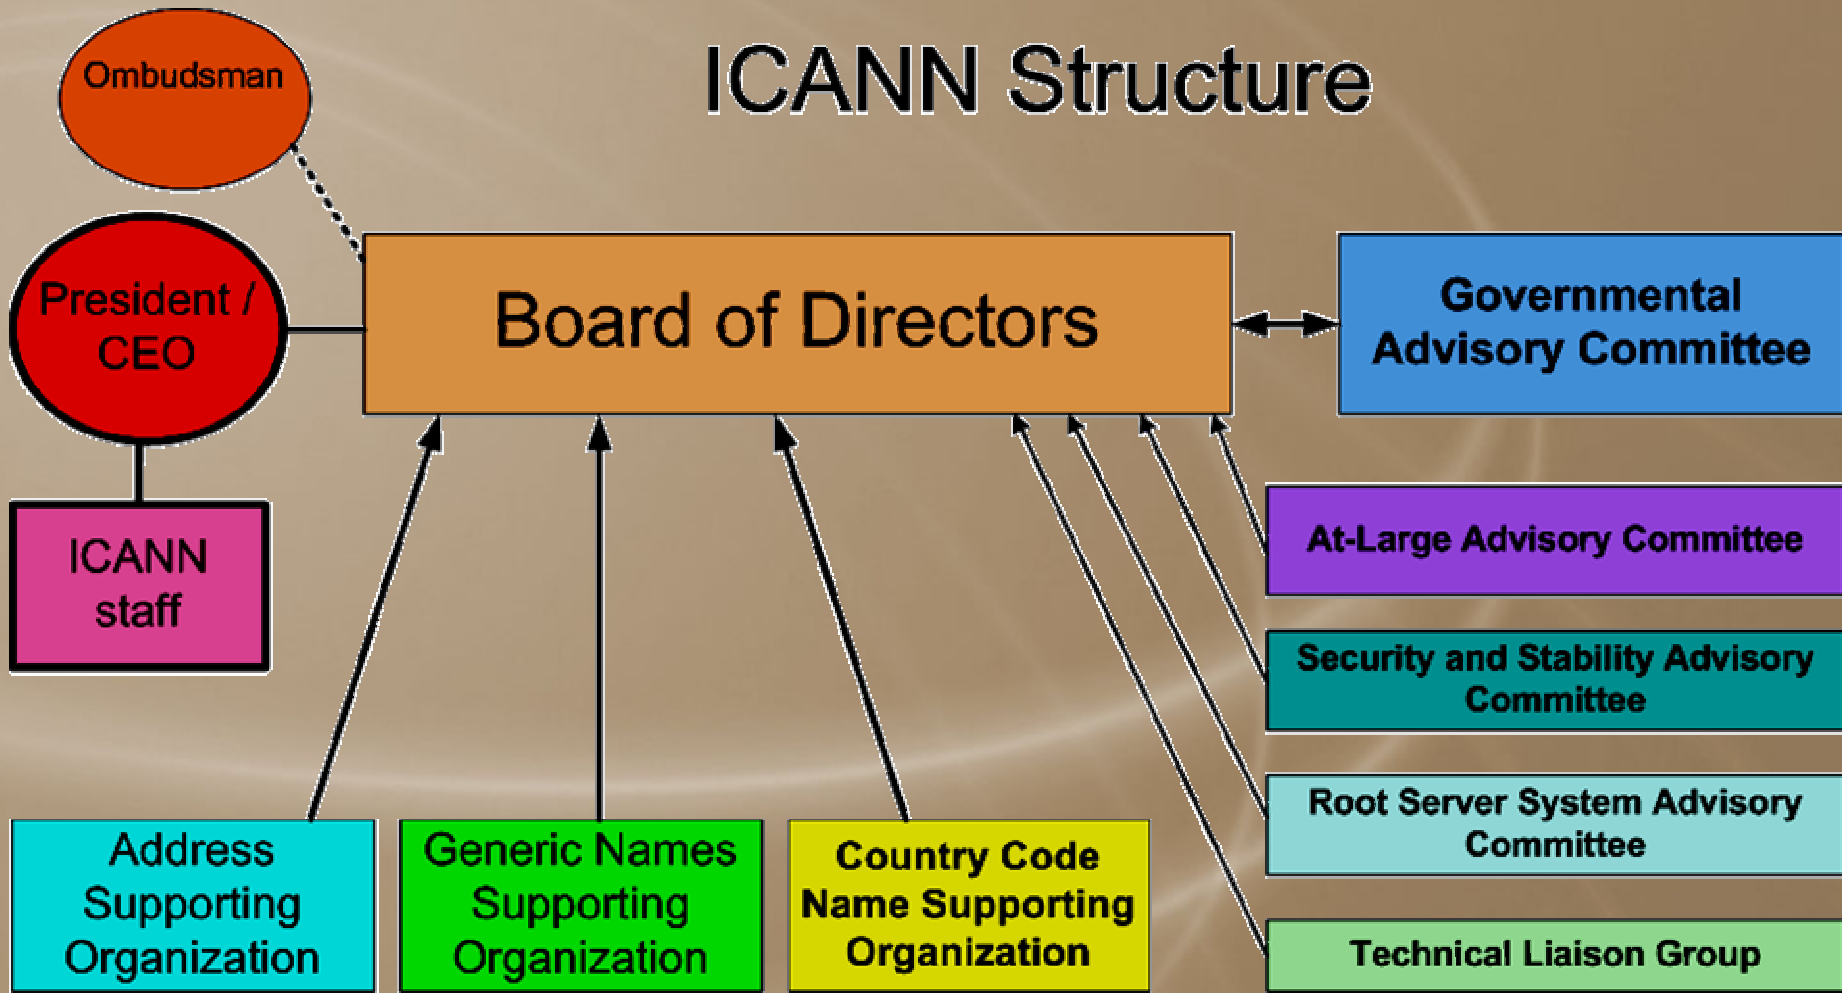 ICANN Structure
Ombudsman
President /
CEO
Board of Directors
Governmental
Advisory Committee
ICANN
staff
At-Large Advisory Committee
Security and Stability Advisory
Committee
Root Server System Advisory
Committee
Technical Liaison Group
Address
Supporting
Organization
Generic Names
Supporting
Organization
Country Code
Name Supporting
Organization